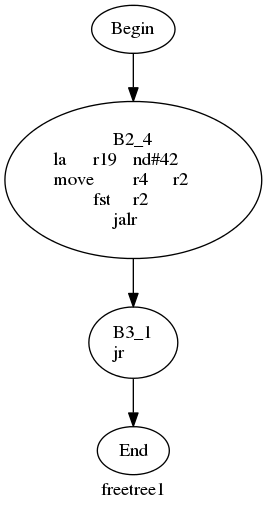 Begin
B2_4
la r19 nd#42
move r4 r2
fst r2
jalr
B3_1
jr
End
freetree1